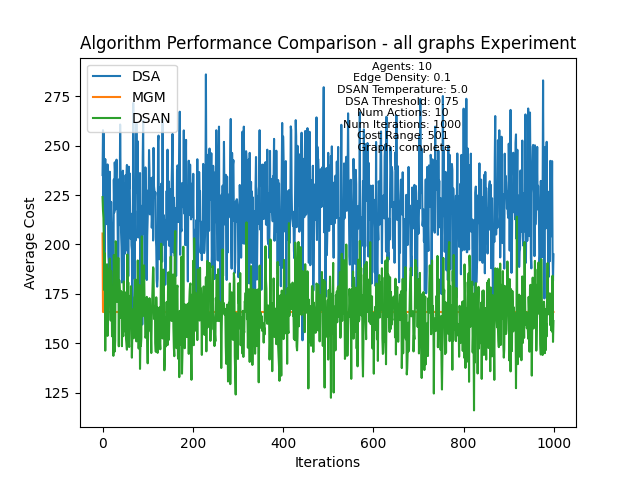 Algorithm Performance Comparison - all graphs Experiment
DSA
MGM
DSAN
Agents: 10
Edge Density: 0.1
DSAN Temperature: 5.0
DSA Threshold: 0.75
Num Actions: 10
Num Iterations: 1000
Cost Range: 501
Graph: complete
Average Cost
275
250
225
200
175
150
125
0
200
400
600
800
1000
Iterations